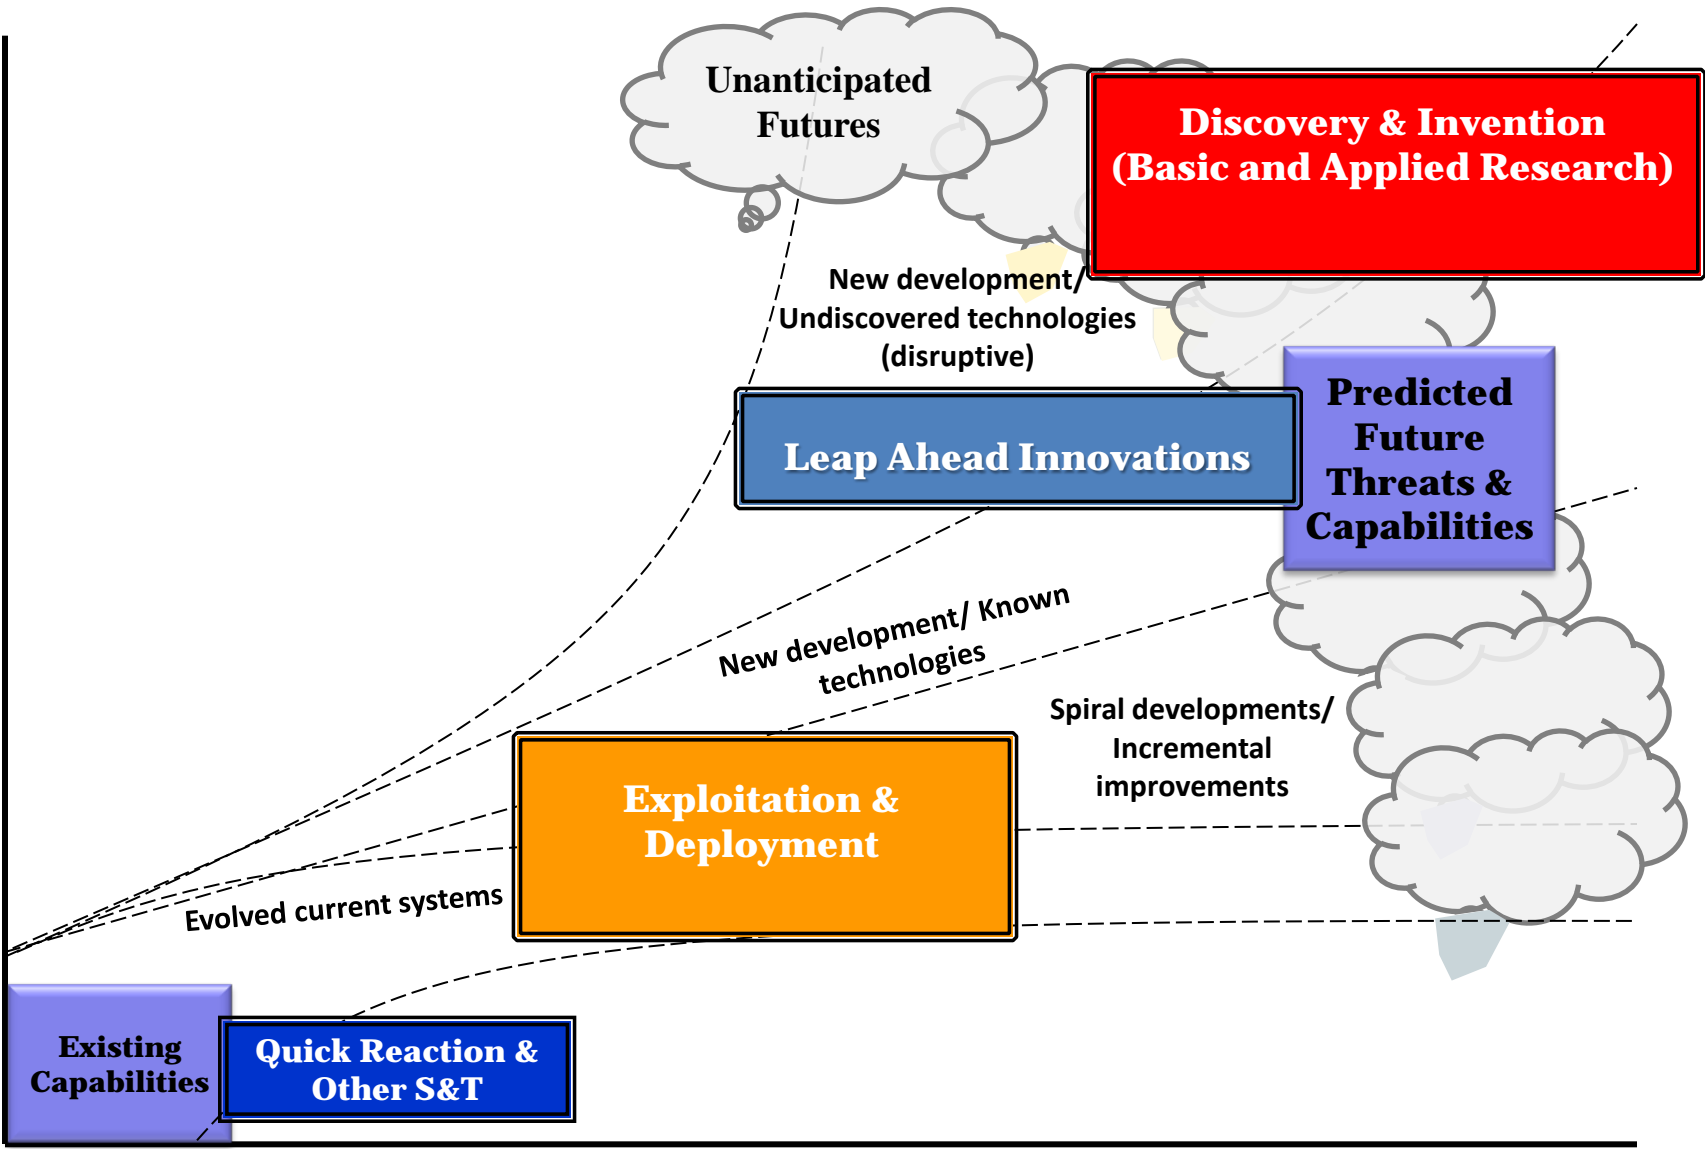 Unanticipated
Futures
Discovery & Invention
(Basic and Applied Research)
New development/
Undiscovered technologies
(disruptive)
Leap Ahead Innovations
Predicted
Future
Threats &
Capabilities
New development/ Known
technologies
Spiral developments/
Incremental
improvements
Exploitation &
Deployment
Evolved current systems
Existing
Capabilities
Quick Reaction &
Other S&T